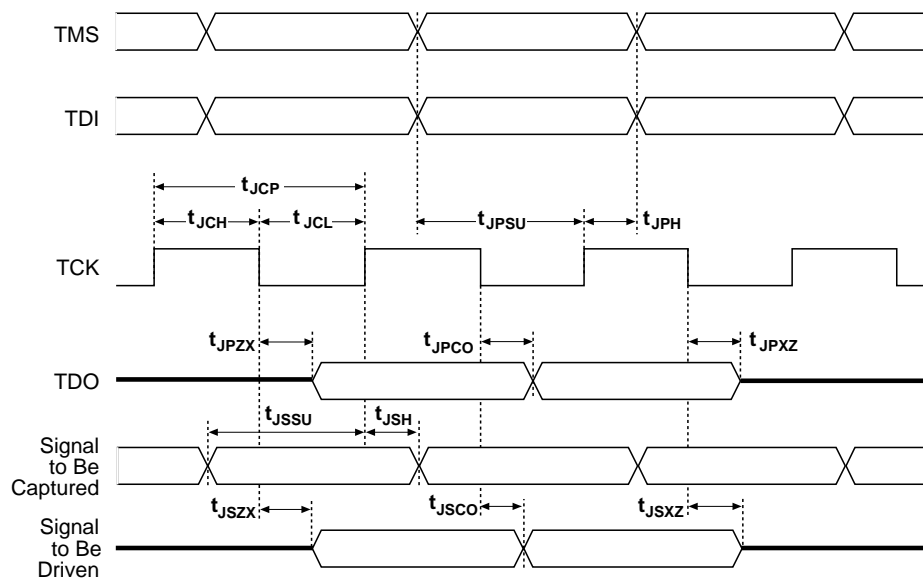 TMS
TDI
tJCP
tJCH
tJCL
tJPSU
tJPH
TCK
tJPZX
tJPCO
tJPXZ
TDO
tJSSU
tJSH
Signal
to Be
Captured
tJSZX
tJSCO
tJSXZ
Signal
to Be
Driven